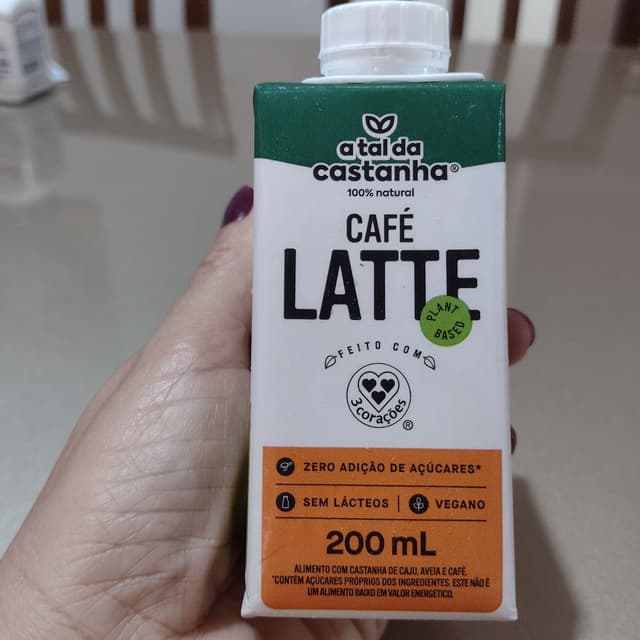 a tal da
castanha®
100% natural
CAFÉ
LATTE
PLANT
BASED
FEITO COM
3corações
®
ZERO ADIÇÃO DE AÇÚCARES*
SEM LÁCTEOS | VEGANO
200 mL
ALIMENTO COM CASTANHA DE CAJU, AVEIA E CAFÉ.
*CONTÉM AÇÚCARES PRÓPRIOS DOS INGREDIENTES. ESTE NÃO É
UM ALIMENTO BAIXO EM VALOR ENERGÉTICO.